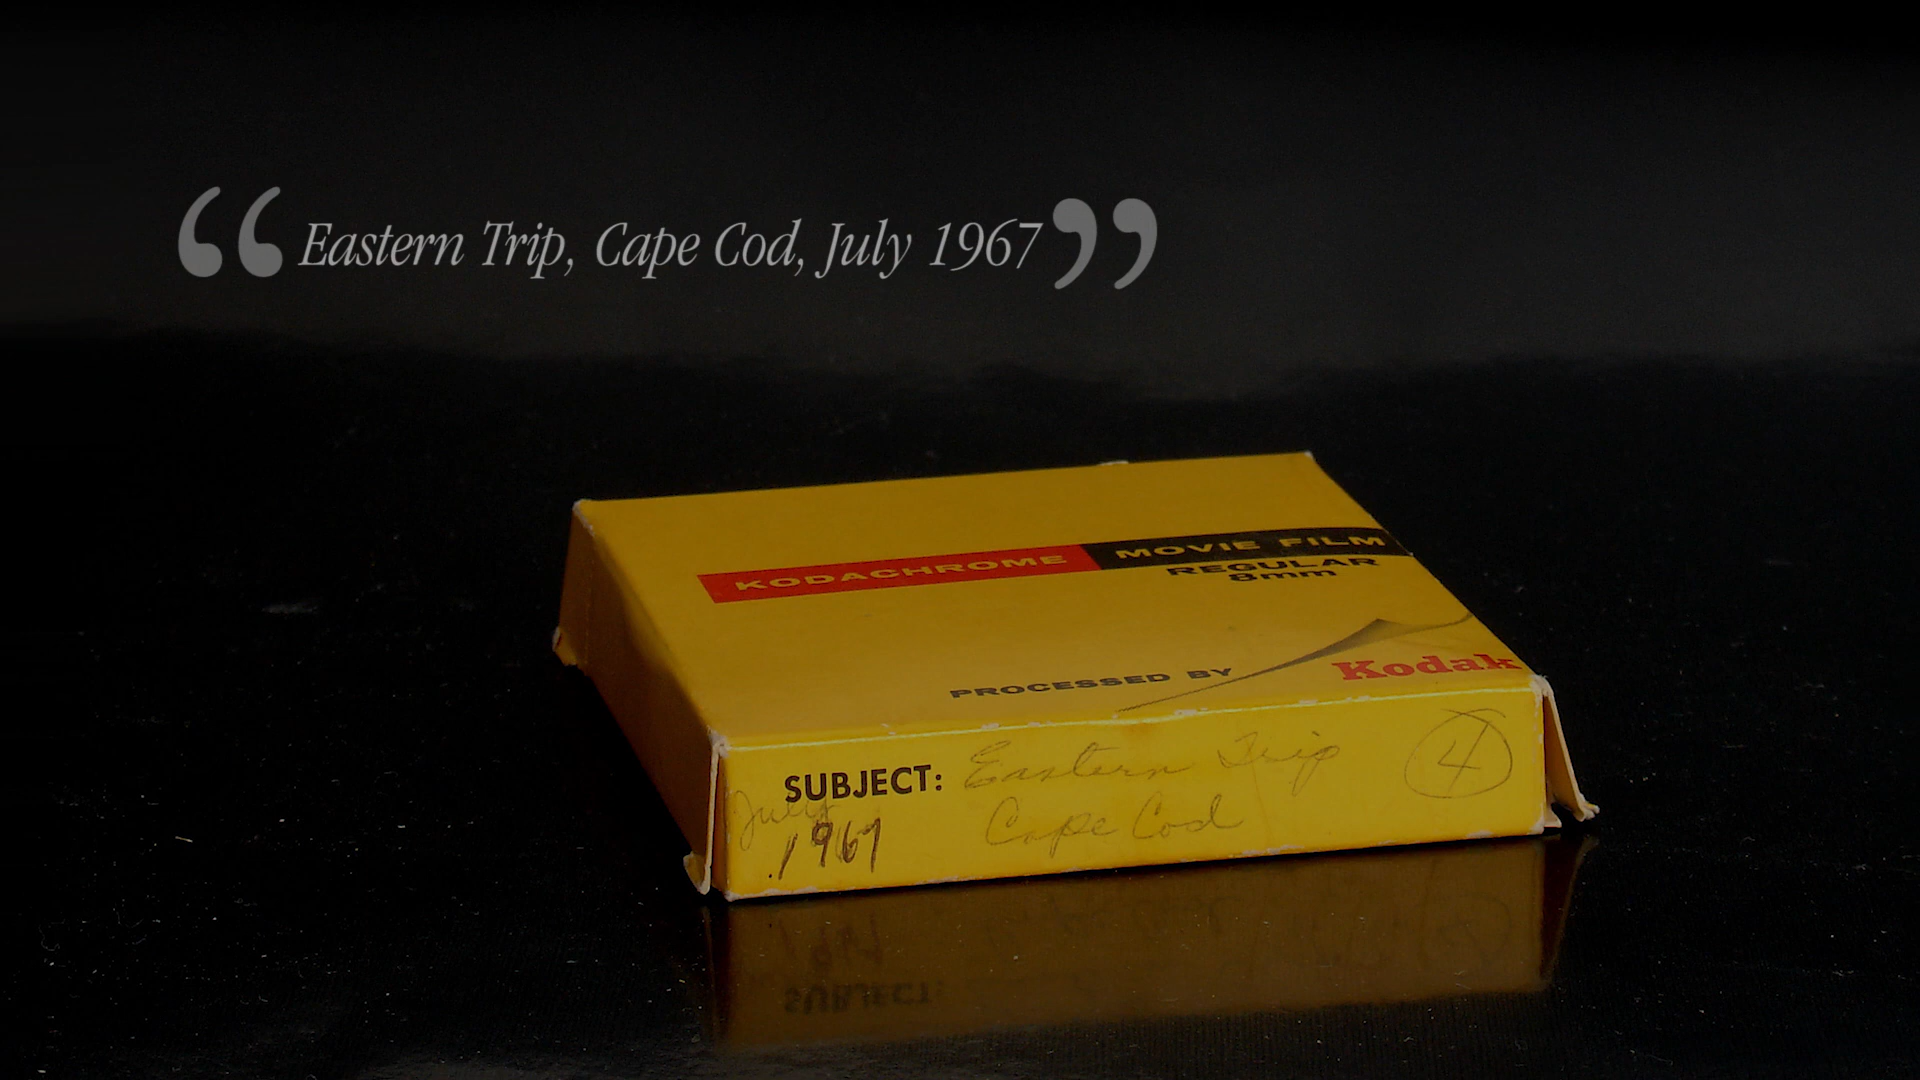 “Eastern Trip, Cape Cod, July 1967”
KODACHROME MOVIE FILM
REGULAR
8mm
PROCESSED BY Kodak
SUBJECT: Eastern Trip 4
July
1967 Cape Cod